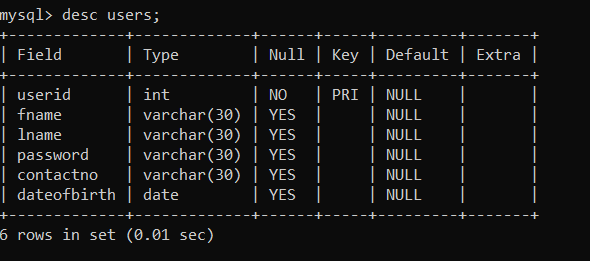 mysql> desc users;
+-------------+-------------+------+-----+---------+-------+
| Field       | Type        | Null | Key | Default | Extra |
+-------------+-------------+------+-----+---------+-------+
| userid      | int         | NO   | PRI | NULL    |       |
| fname       | varchar(30) | YES  |     | NULL    |       |
| lname       | varchar(30) | YES  |     | NULL    |       |
| password    | varchar(30) | YES  |     | NULL    |       |
| contactno   | varchar(30) | YES  |     | NULL    |       |
| dateofbirth | date        | YES  |     | NULL    |       |
+-------------+-------------+------+-----+---------+-------+
6 rows in set (0.01 sec)